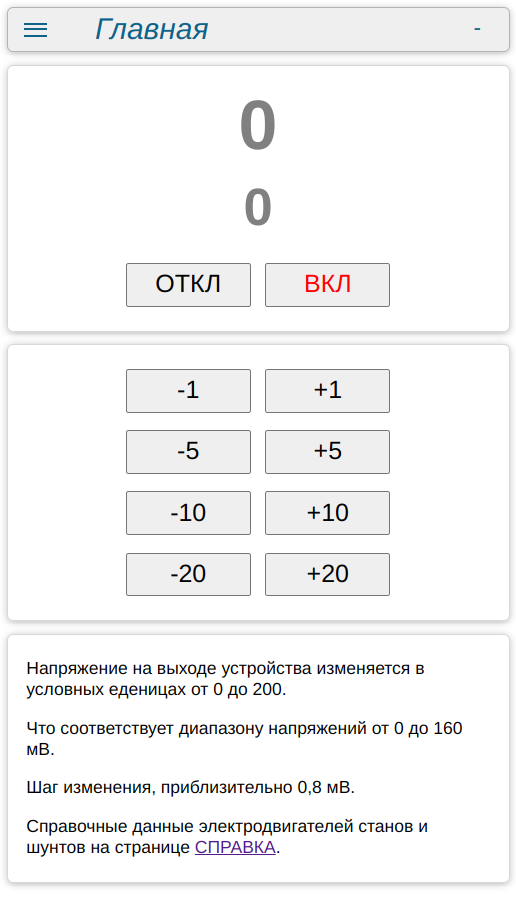 Главная -
0
0
ОТКЛ ВКЛ
-1 +1
-5 +5
-10 +10
-20 +20
Напряжение на выходе устройства изменяется в
условных еденицах от 0 до 200.
Что соответствует диапазону напряжений от 0 до 160
мВ.
Шаг изменения, приблизительно 0,8 мВ.
Справочные данные электродвигателей станов и
шунтов на странице СПРАВКА.